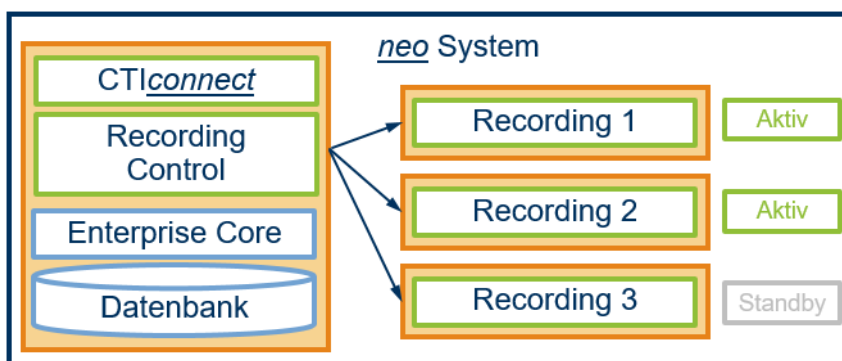 neo System
CTIconnect
Recording
Control
Enterprise Core
Datenbank
Recording 1
Aktiv
Recording 2
Aktiv
Recording 3
Standby